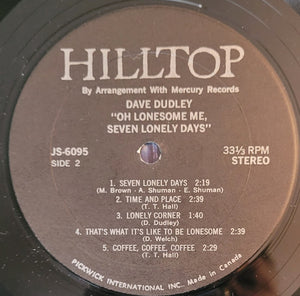 HILLTOP
By Arrangement With Mercury Records
DAVE DUDLEY
"OH LONESOME ME,
SEVEN LONELY DAYS"
JS-6095
SIDE 2
33⅓ RPM
STEREO
1. SEVEN LONELY DAYS 2:19
(M. Brown - A. Shuman - E. Shuman)
2. TIME AND PLACE 2:39
(T. T. Hall)
3. LONELY CORNER 1:40
(D. Dudley)
4. THAT'S WHAT IT'S LIKE TO BE LONESOME 2:39
(D. Welch)
5. COFFEE, COFFEE, COFFEE 2:29
(T. T. Hall)
PICKWICK INTERNATIONAL INC. Made in Canada